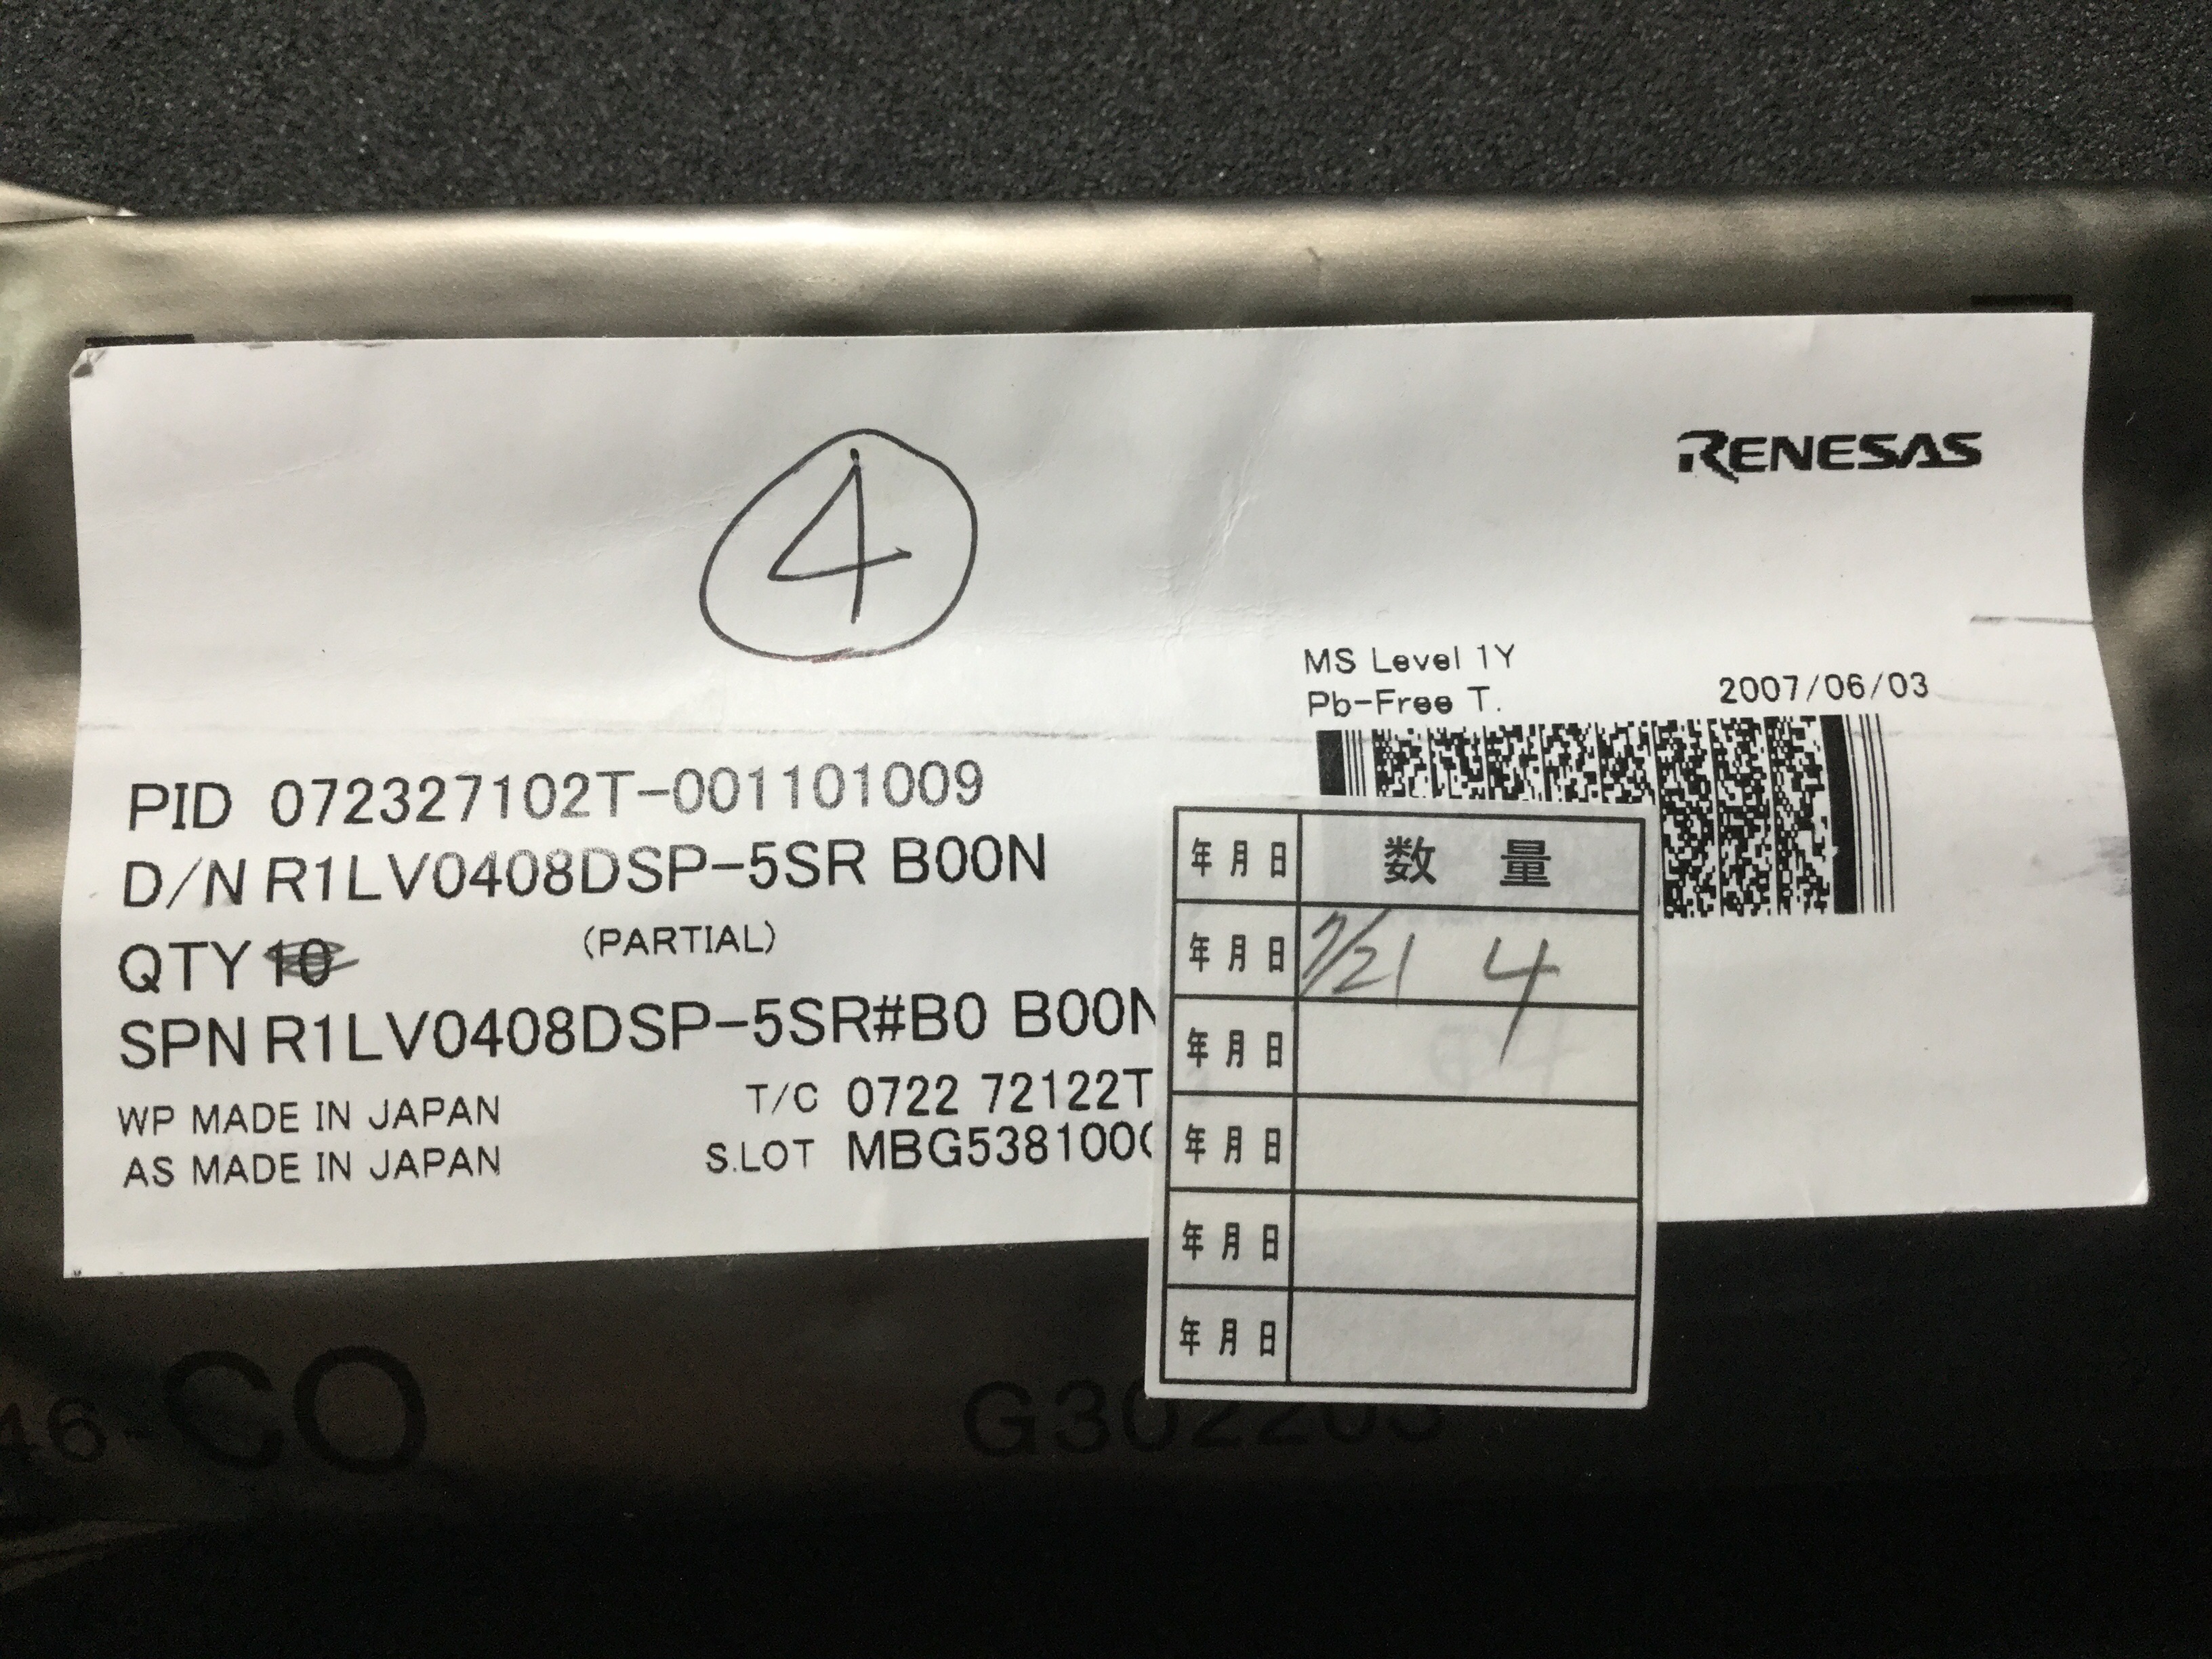 ④
RENESAS
MS Level 1Y
Pb-Free T.
2007/06/03
PID 072327102T-001101009
D/N R1LV0408DSP-5SR B00N
QTY 10
(PARTIAL)
SPN R1LV0408DSP-5SR#B0 B00N
WP MADE IN JAPAN
AS MADE IN JAPAN
T/C 0722 72122T
S.LOT MBG538100
年月日 数量
年月日 7/21 4
年月日
年月日
年月日
年月日
46-CO